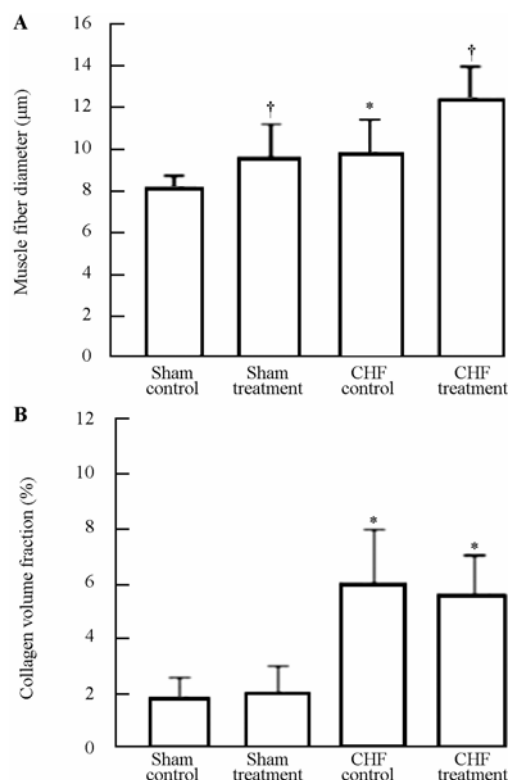 A
Muscle fiber diameter (µm)
16
14
12
10
8
6
4
2
0
†
*
†
Sham
control
Sham
treatment
CHF
control
CHF
treatment
B
Collagen volume fraction (%)
12
10
8
6
4
2
0
*
*
Sham
control
Sham
treatment
CHF
control
CHF
treatment